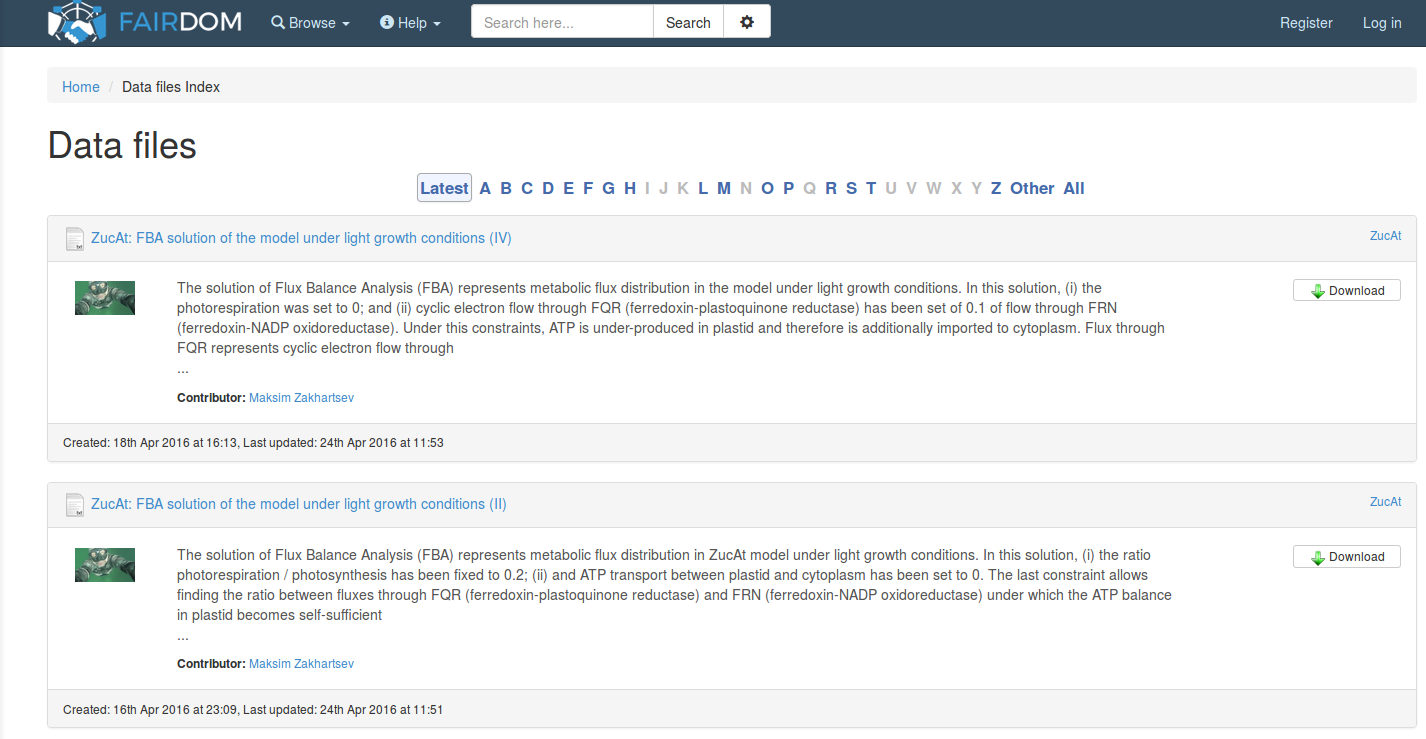 FAIRDOM Browse Help Search here... Search Register Log in
Home / Data files Index
Data files
Latest A B C D E F G H I J K L M N O P Q R S T U V W X Y Z Other All
ZucAt: FBA solution of the model under light growth conditions (IV) ZucAt
The solution of Flux Balance Analysis (FBA) represents metabolic flux distribution in the model under light growth conditions. In this solution, (i) the Download
photorespiration was set to 0; and (ii) cyclic electron flow through FQR (ferredoxin-plastoquinone reductase) has been set of 0.1 of flow through FRN
(ferredoxin-NADP oxidoreductase). Under this constraints, ATP is under-produced in plastid and therefore is additionally imported to cytoplasm. Flux through
FQR represents cyclic electron flow through
...
Contributor: Maksim Zakhartsev
Created: 18th Apr 2016 at 16:13, Last updated: 24th Apr 2016 at 11:53
ZucAt: FBA solution of the model under light growth conditions (II) ZucAt
The solution of Flux Balance Analysis (FBA) represents metabolic flux distribution in ZucAt model under light growth conditions. In this solution, (i) the ratio Download
photorespiration / photosynthesis has been fixed to 0.2; (ii) and ATP transport between plastid and cytoplasm has been set to 0. The last constraint allows
finding the ratio between fluxes through FQR (ferredoxin-plastoquinone reductase) and FRN (ferredoxin-NADP oxidoreductase) under which the ATP balance
in plastid becomes self-sufficient
...
Contributor: Maksim Zakhartsev
Created: 16th Apr 2016 at 23:09, Last updated: 24th Apr 2016 at 11:51